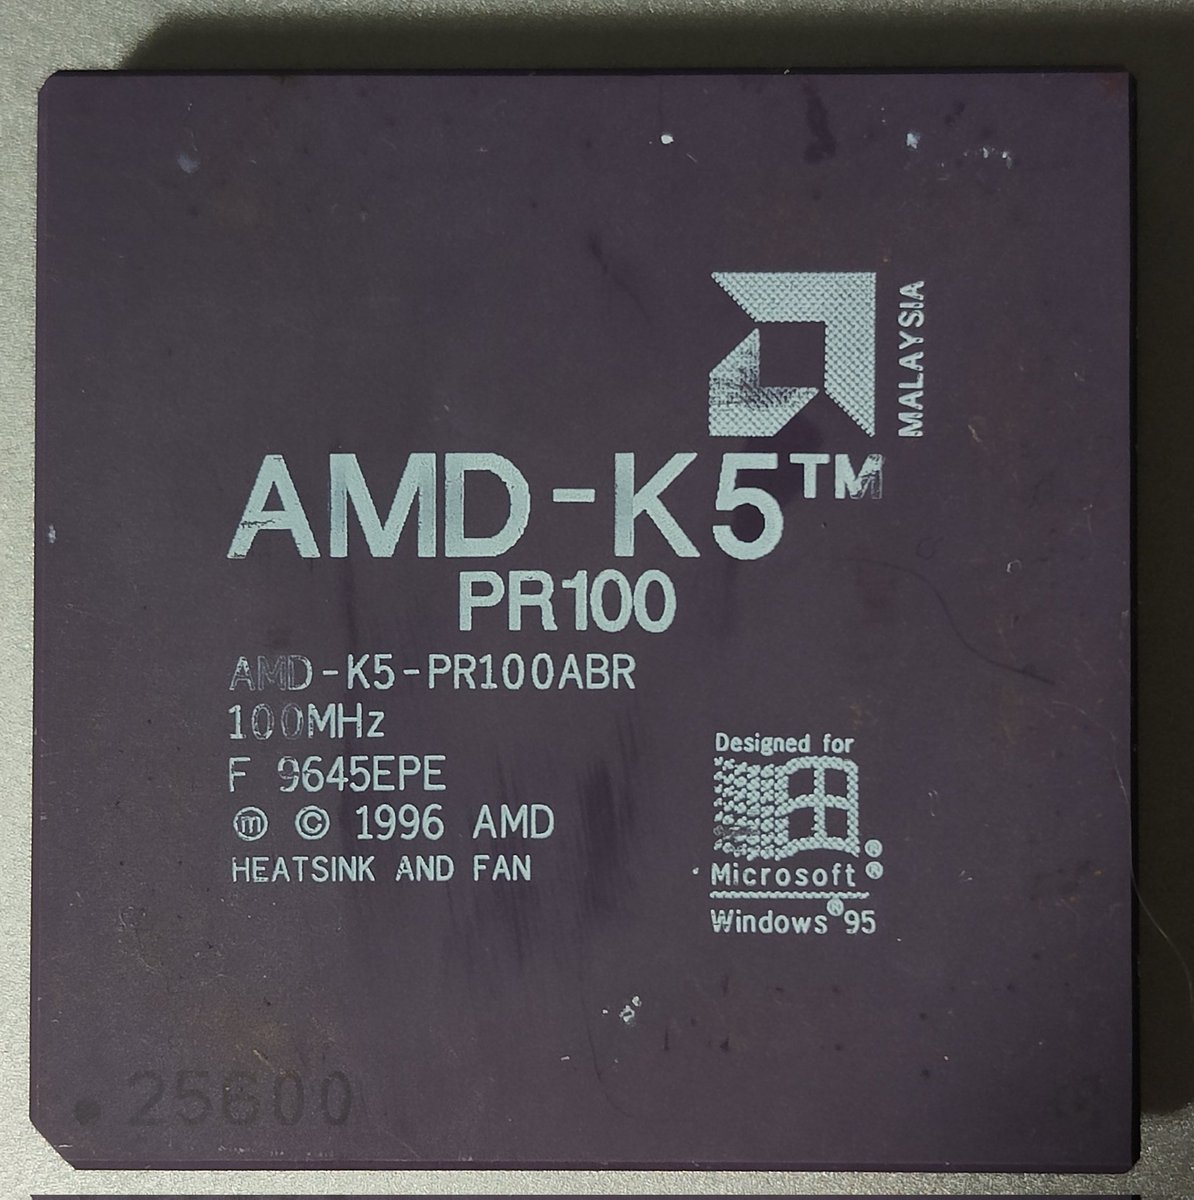 MALAYSIA
AMD-K5™
PR100
AMD-K5-PR100ABR
100MHz
F 9645EPE
ⓜ © 1996 AMD
HEATSINK AND FAN
Designed for
®
Microsoft®
Windows®95
25600